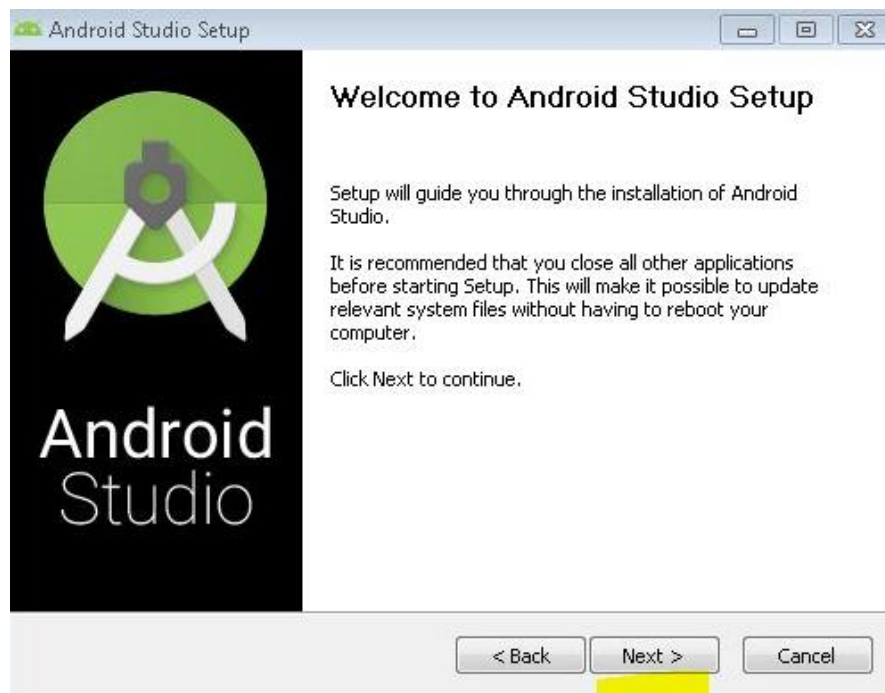 Android Studio Setup
Welcome to Android Studio Setup
Setup will guide you through the installation of Android
Studio.
It is recommended that you close all other applications
before starting Setup. This will make it possible to update
relevant system files without having to reboot your
computer.
Click Next to continue.
Android
Studio
< Back Next > Cancel